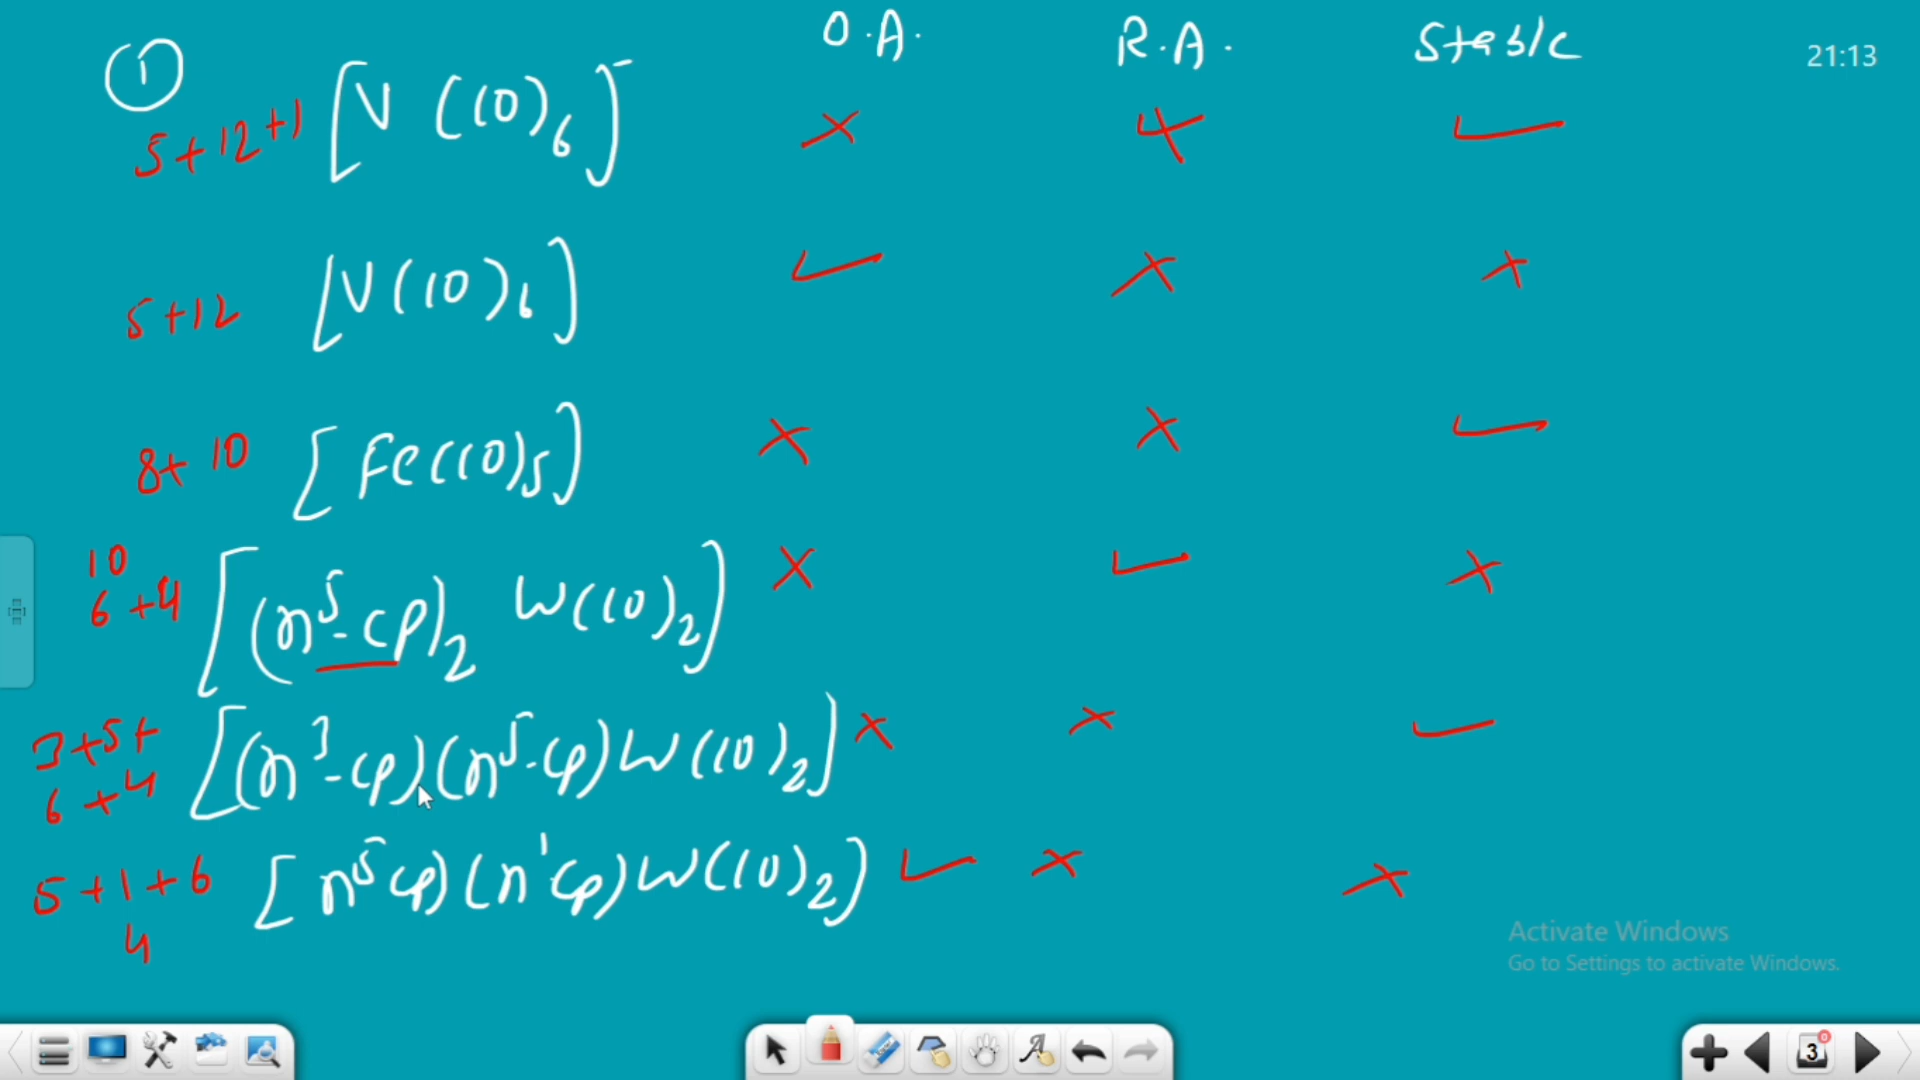 O.A. R.A. Stable 21:13
①
5+12+1 [V (CO)6]⁻ × × ✓
5+12 [V(CO)6] ✓ × ×
8+10 [Fe(CO)5] × × ✓
10
6+4 [(η⁵-Cp)2 W(CO)2] × ✓ ×
3+5+
6+4 [(η³-Cp)(η⁵-Cp)W(CO)2] × × ✓
5+1+6 [η⁵Cp)(η¹Cp)W(CO)2] ✓ × ×
4
Activate Windows
Go to Settings to activate Windows.
3
0